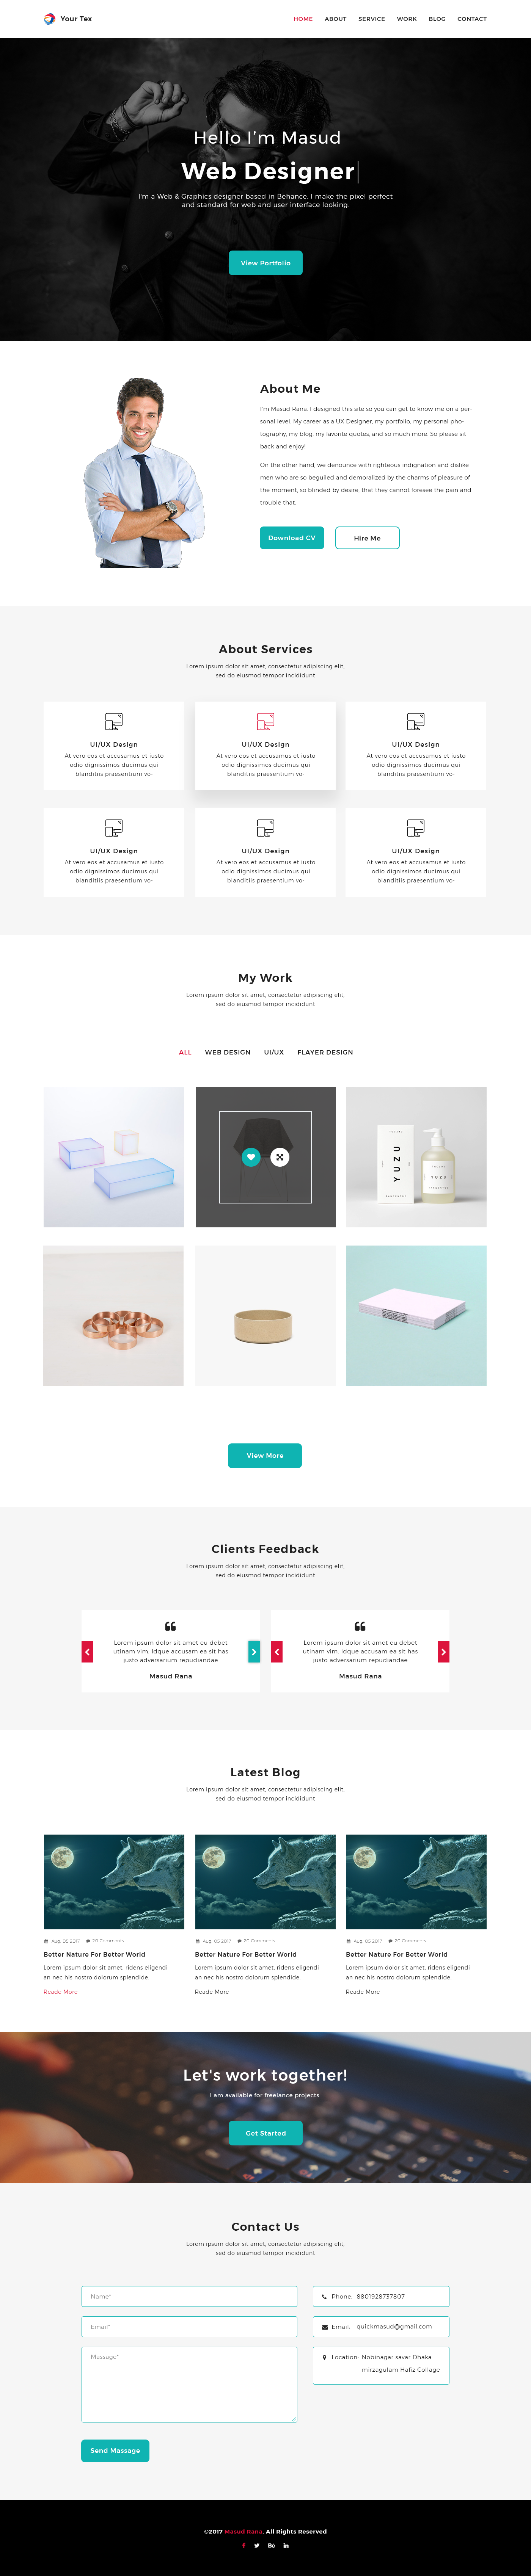 Your Tex
HOME ABOUT SERVICE WORK BLOG CONTACT
Hello I'm Masud
Web Designer
I'm a Web & Graphics designer based in Behance. I make the pixel perfect
and standard for web and user interface looking.
View Portfolio
About Me
I'm Masud Rana. I designed this site so you can get to know me on a per-
sonal level. My career as a UX Designer, my portfolio, my personal pho-
tography, my blog, my favorite quotes, and so much more. So please sit
back and enjoy!
On the other hand, we denounce with righteous indignation and dislike
men who are so beguiled and demoralized by the charms of pleasure of
the moment, so blinded by desire, that they cannot foresee the pain and
trouble that.
Download CV Hire Me
About Services
Lorem ipsum dolor sit amet, consectetur adipiscing elit,
sed do eiusmod tempor incididunt
UI/UX Design
At vero eos et accusamus et iusto
odio dignissimos ducimus qui
blanditiis praesentium vo-
UI/UX Design
At vero eos et accusamus et iusto
odio dignissimos ducimus qui
blanditiis praesentium vo-
UI/UX Design
At vero eos et accusamus et iusto
odio dignissimos ducimus qui
blanditiis praesentium vo-
UI/UX Design
At vero eos et accusamus et iusto
odio dignissimos ducimus qui
blanditiis praesentium vo-
UI/UX Design
At vero eos et accusamus et iusto
odio dignissimos ducimus qui
blanditiis praesentium vo-
UI/UX Design
At vero eos et accusamus et iusto
odio dignissimos ducimus qui
blanditiis praesentium vo-
My Work
Lorem ipsum dolor sit amet, consectetur adipiscing elit,
sed do eiusmod tempor incididunt
ALL WEB DESIGN UI/UX FLAYER DESIGN
YUZU
YUZU
View More
Clients Feedback
Lorem ipsum dolor sit amet, consectetur adipiscing elit,
sed do eiusmod tempor incididunt
Lorem ipsum dolor sit amet eu debet
utinam vim. Idque accusam ea sit has
justo adversarium repudiandae
Masud Rana
Lorem ipsum dolor sit amet eu debet
utinam vim. Idque accusam ea sit has
justo adversarium repudiandae
Masud Rana
Latest Blog
Lorem ipsum dolor sit amet, consectetur adipiscing elit,
sed do eiusmod tempor incididunt
Aug. 05 2017 20 Comments
Better Nature For Better World
Lorem ipsum dolor sit amet, ridens eligendi
an nec his nostro dolorum splendide.
Reade More
Aug. 05 2017 20 Comments
Better Nature For Better World
Lorem ipsum dolor sit amet, ridens eligendi
an nec his nostro dolorum splendide.
Reade More
Aug. 05 2017 20 Comments
Better Nature For Better World
Lorem ipsum dolor sit amet, ridens eligendi
an nec his nostro dolorum splendide.
Reade More
Let's work together!
I am available for freelance projects
Get Started
Contact Us
Lorem ipsum dolor sit amet, consectetur adipiscing elit,
sed do eiusmod tempor incididunt
Name*
Email*
Massage*
Send Massage
Phone: 8801928737807
Email: quickmasud@gmail.com
Location: Nobinagar savar Dhaka,
mirzagulam Hafiz Collage
©2017 Masud Rana. All Rights Reserved